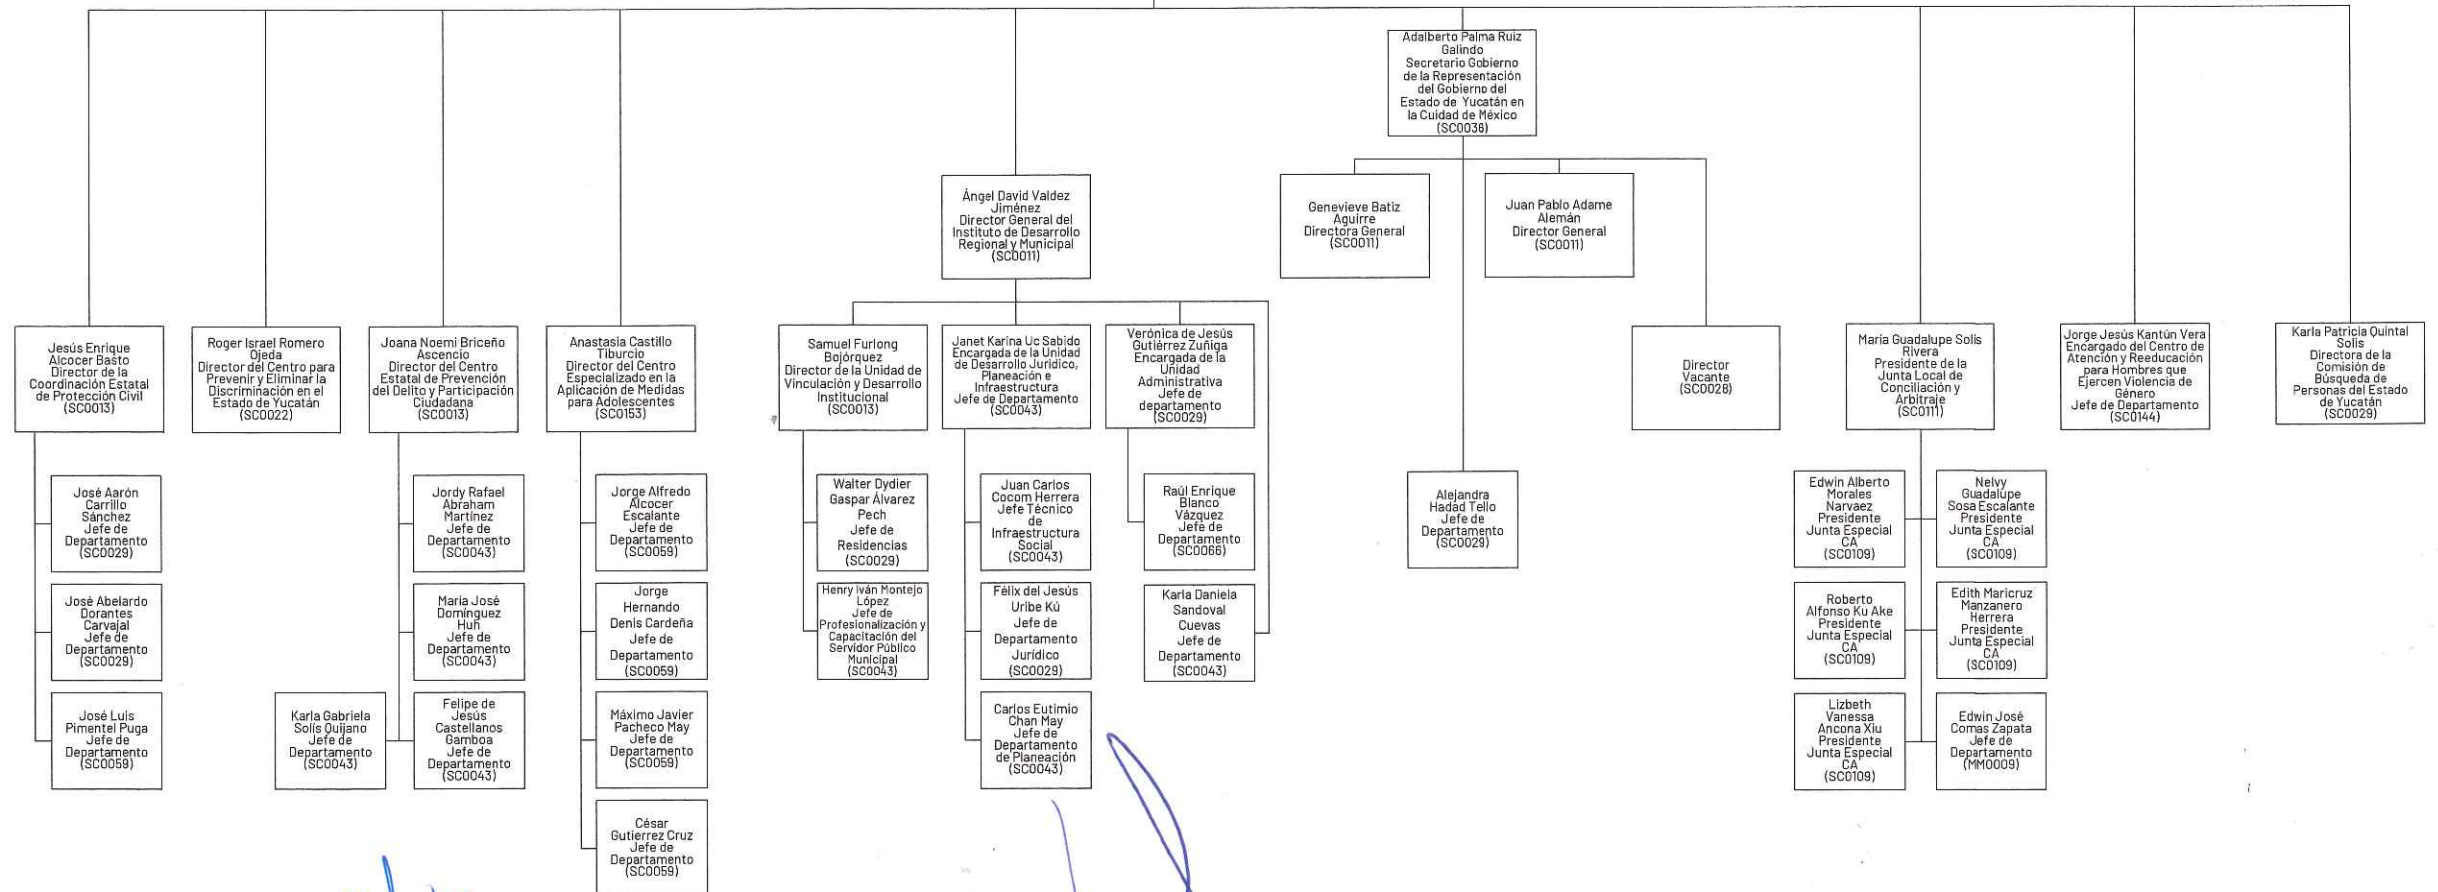 Adalberto Palma Ruiz
Galindo
Secretario Gobierno
de la Representación
del Gobierno del
Estado de Yucatán en
la Cuidad de México
(SC0036)
Ángel David Valdez
Jiménez
Director General del
Instituto de Desarrollo
Regional y Municipal
(SC0011)
Genevieve Batiz
Aguirre
Directora General
(SC0011)
Juan Pablo Adame
Alemán
Director General
(SC0011)
Jesús Enrique
Alcocer Basto
Director de la
Coordinación Estatal
de Protección Civil
(SC0013)
Roger Israel Romero
Ojeda
Director del Centro para
Prevenir y Eliminar la
Discriminación en el
Estado de Yucatán
(SC0022)
Joana Noemi Briceño
Ascencio
Director del Centro
Estatal de Prevención
del Delito y Participación
Ciudadana
(SC0013)
Anastasia Castillo
Tiburcio
Director del Centro
Especializado en la
Aplicación de Medidas
para Adolescentes
(SC0153)
Samuel Furlong
Bojórquez
Director de la Unidad de
Vinculación y Desarrollo
Institucional
(SC0013)
Janet Karina Uc Sabido
Encargada de la Unidad
de Desarrollo Jurídico,
Planeación e
Infraestructura
Jefe de Departamento
(SC0043)
Verónica de Jesús
Gutiérrez Zuñiga
Encargada de la
Unidad
Administrativa
Jefe de
departamento
(SC0029)
Director
Vacante
(SC0028)
Maria Guadalupe Solis
Rivera
Presidente de la
Junta Local de
Conciliación y
Arbitraje
(SC0111)
Jorge Jesús Kantún Vera
Encargado del Centro de
Atención y Reeducación
para Hombres que
Ejercen Violencia de
Género
Jefe de Departamento
(SC0144)
Karla Patricia Quintal
Solis
Directora de la
Comisión de
Búsqueda de
Personas del Estado
de Yucatán
(SC0029)
José Aarón
Carrillo
Sánchez
Jefe de
Departamento
(SC0029)
Jordy Rafael
Abraham
Martínez
Jefe de
Departamento
(SC0043)
Jorge Alfredo
Alcocer
Escalante
Jefe de
Departamento
(SC0059)
Walter Dydier
Gaspar Álvarez
Pech
Jefe de
Residencias
(SC0029)
Juan Carlos
Cocom Herrera
Jefe Técnico
de
Infraestructura
Social
(SC0043)
Raúl Enrique
Blanco
Vázquez
Jefe de
Departamento
(SC0066)
Alejandra
Hadad Tello
Jefe de
Departamento
(SC0029)
Edwin Alberto
Morales
Narvaez
Presidente
Junta Especial
CA
(SC0109)
Nelvy
Guadalupe
Sosa Escalante
Presidente
Junta Especial
CA
(SC0109)
José Abelardo
Dorantes
Carvajal
Jefe de
Departamento
(SC0029)
Maria José
Domínguez
Huñ
Jefe de
Departamento
(SC0043)
Jorge
Hernando
Denis Cardeña
Jefe de
Departamento
(SC0059)
Henry Iván Montejo
López
Jefe de
Profesionalización y
Capacitación del
Servidor Público
Municipal
(SC0043)
Félix del Jesús
Uribe Kú
Jefe de
Departamento
Jurídico
(SC0029)
Karla Daniela
Sandoval
Cuevas
Jefe de
Departamento
(SC0043)
Roberto
Alfonso Ku Ake
Presidente
Junta Especial
CA
(SC0109)
Edith Maricruz
Manzanero
Herrera
Presidente
Junta Especial
CA
(SC0109)
José Luis
Pimentel Puga
Jefe de
Departamento
(SC0059)
Karla Gabriela
Solís Quijano
Jefe de
Departamento
(SC0043)
Felipe de
Jesús
Castellanos
Gamboa
Jefe de
Departamento
(SC0043)
Máximo Javier
Pacheco May
Jefe de
Departamento
(SC0059)
Carlos Eutimio
Chan May
Jefe de
Departamento
de Planeación
(SC0043)
Lizbeth
Vanessa
Ancona Xiu
Presidente
Junta Especial
CA
(SC0109)
Edwin José
Comas Zapata
Jefe de
Departamento
(MM0009)
César
Gutierrez Cruz
Jefe de
Departamento
(SC0059)